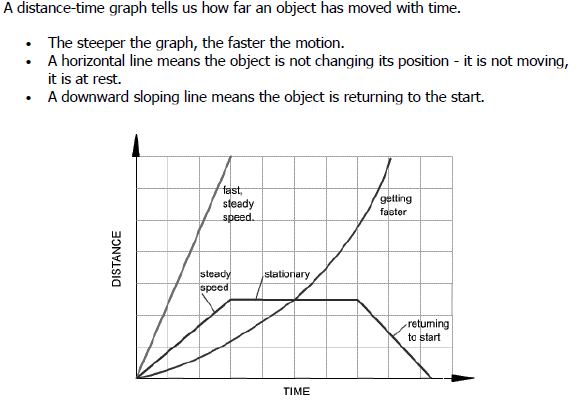 A distance-time graph tells us how far an object has moved with time.
• The steeper the graph, the faster the motion.
• A horizontal line means the object is not changing its position - it is not moving,
it is at rest.
• A downward sloping line means the object is returning to the start.
fast,
steady
speed.
getting
faster
steady
speed
stationary
returning
to start
DISTANCE
TIME